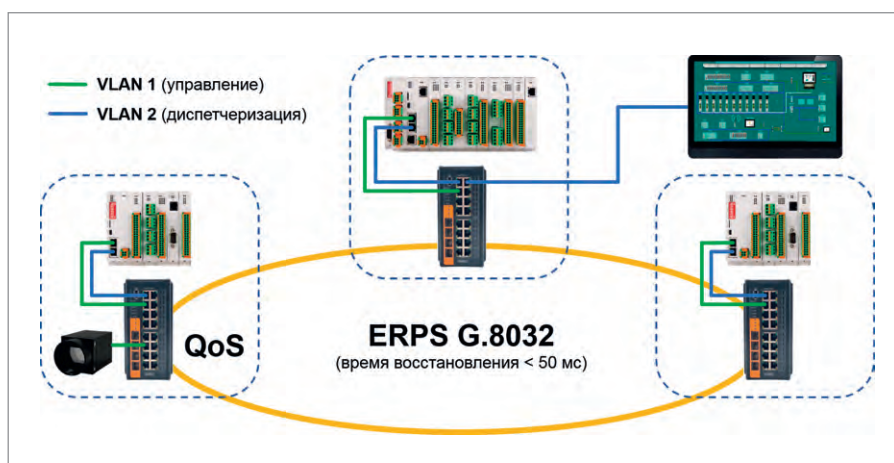 VLAN 1 (управление)
VLAN 2 (диспетчеризация)
QoS
ERPS G.8032
(время восстановления < 50 мс)